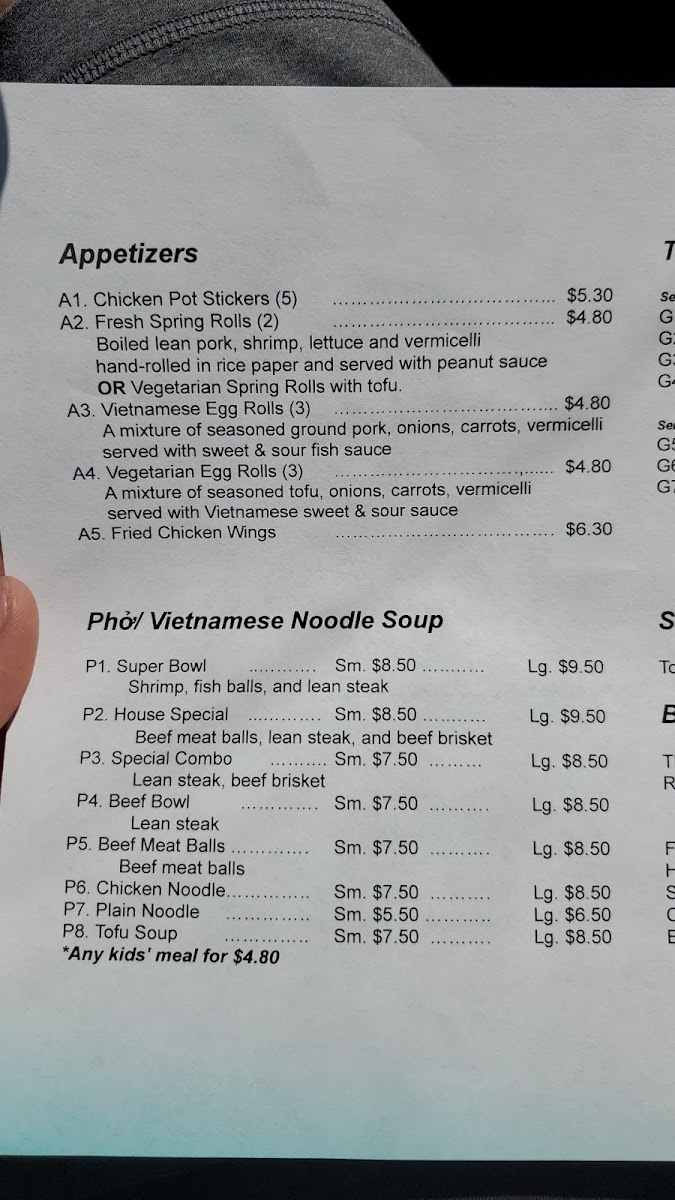 Appetizers
A1. Chicken Pot Stickers (5) ...................................... $5.30
A2. Fresh Spring Rolls (2) ...................................... $4.80
Boiled lean pork, shrimp, lettuce and vermicelli
hand-rolled in rice paper and served with peanut sauce
OR Vegetarian Spring Rolls with tofu.
A3. Vietnamese Egg Rolls (3) ...................................... $4.80
A mixture of seasoned ground pork, onions, carrots, vermicelli
served with sweet & sour fish sauce
A4. Vegetarian Egg Rolls (3) ...................................... $4.80
A mixture of seasoned tofu, onions, carrots, vermicelli
served with Vietnamese sweet & sour sauce
A5. Fried Chicken Wings ...................................... $6.30
Phở/ Vietnamese Noodle Soup
P1. Super Bowl ............ Sm. $8.50 ........... Lg. $9.50
Shrimp, fish balls, and lean steak
P2. House Special ............. Sm. $8.50 ........... Lg. $9.50
Beef meat balls, lean steak, and beef brisket
P3. Special Combo .......... Sm. $7.50 ......... Lg. $8.50
Lean steak, beef brisket
P4. Beef Bowl .............. Sm. $7.50 .......... Lg. $8.50
Lean steak
P5. Beef Meat Balls ............. Sm. $7.50 .......... Lg. $8.50
Beef meat balls
P6. Chicken Noodle............... Sm. $7.50 .......... Lg. $8.50
P7. Plain Noodle ............... Sm. $5.50 ........... Lg. $6.50
P8. Tofu Soup ............... Sm. $7.50 .......... Lg. $8.50
*Any kids' meal for $4.80